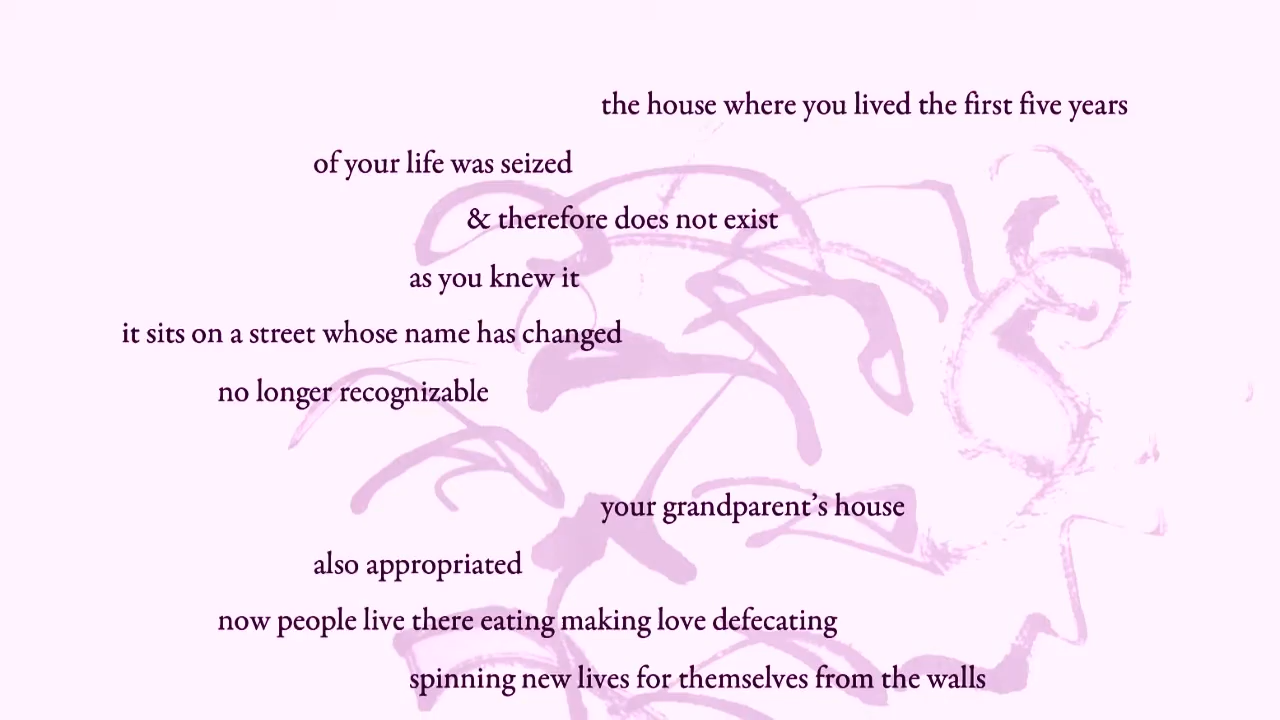 the house where you lived the first five years
of your life was seized
& therefore does not exist
as you knew it
it sits on a street whose name has changed
no longer recognizable
your grandparent’s house
also appropriated
now people live there eating making love defecating
spinning new lives for themselves from the walls